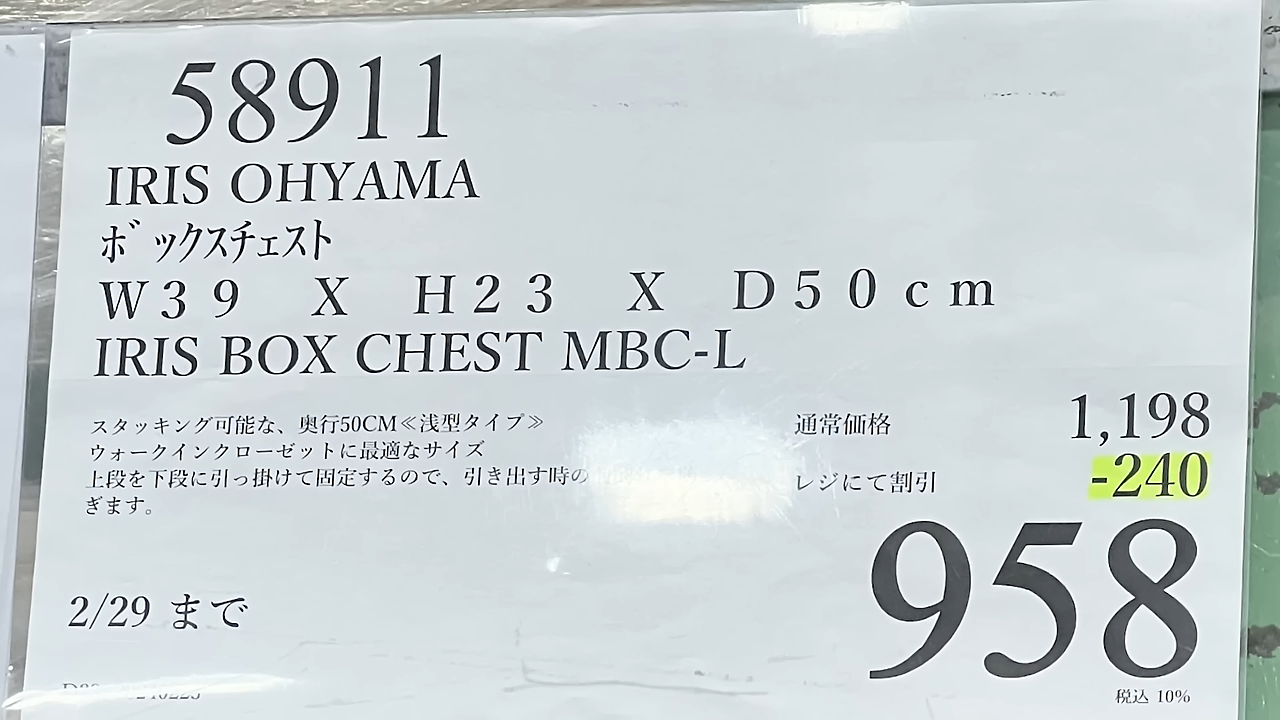 58911
IRIS OHYAMA
ボックスチェスト
W39 X H23 X D50cm
IRIS BOX CHEST MBC-L
スタッキング可能な、奥行50CM≪浅型タイプ≫
ウォークインクローゼットに最適なサイズ
上段を下段に引っ掛けて固定するので、引き出す時の
ぎます。
通常価格 1,198
レジにて割引 -240
958
2/29 まで
税込 10%